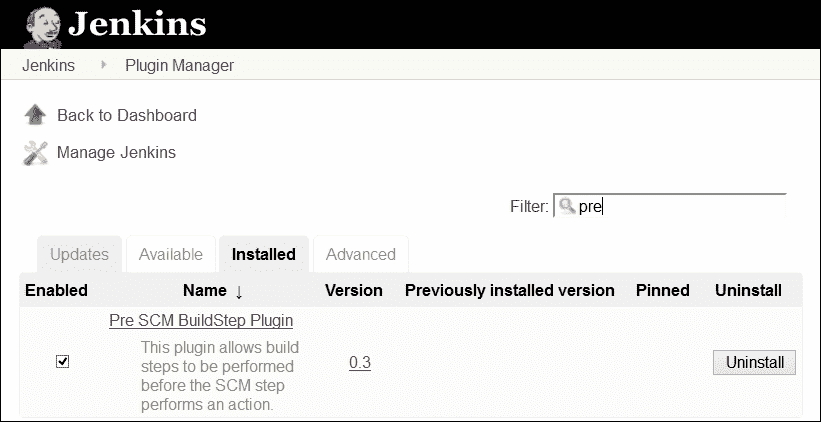 Jenkins
Jenkins Plugin Manager
Back to Dashboard
Manage Jenkins
Filter: pre
Updates Available Installed Advanced
Enabled Name ↓ Version Previously installed version Pinned Uninstall
Pre SCM BuildStep Plugin
This plugin allows build
steps to be performed
before the SCM step
performs an action.
0.3
Uninstall